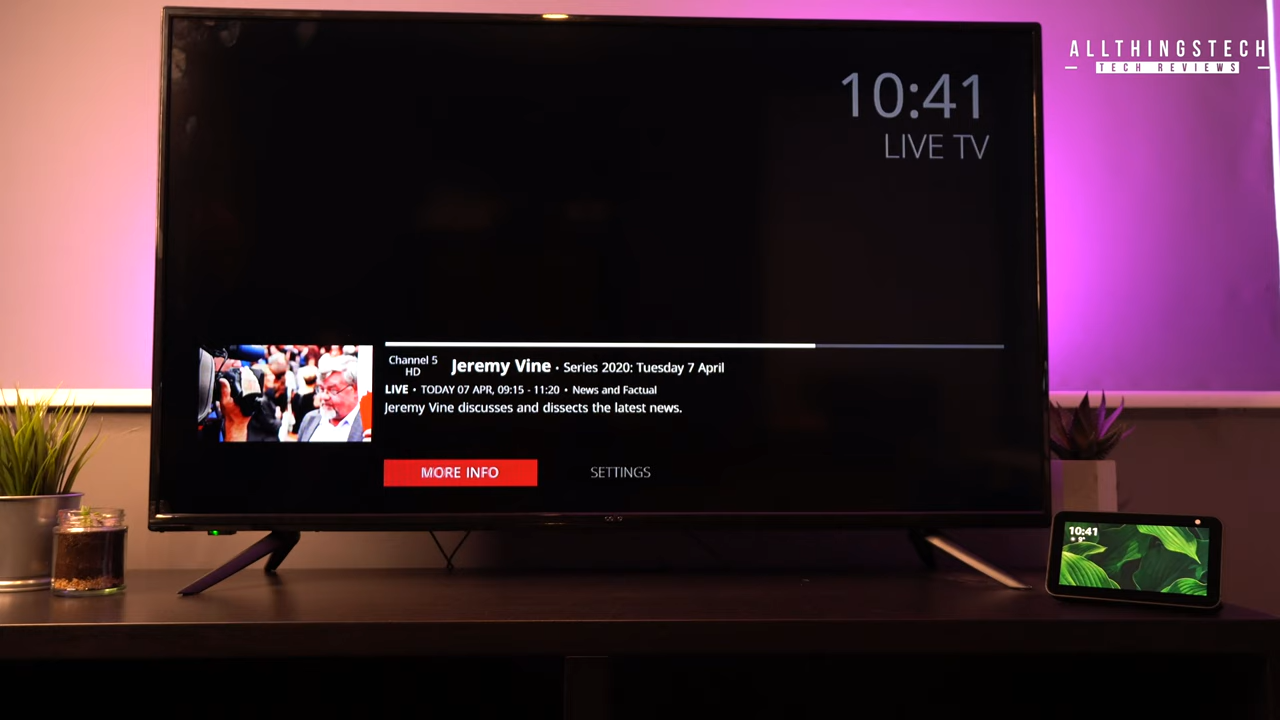 ALLTHINGSTECH
TECH REVIEWS
10:41
LIVE TV
Channel 5
HD
Jeremy Vine · Series 2020: Tuesday 7 April
LIVE • TODAY 07 APR, 09:15 - 11:20 • News and Factual
Jeremy Vine discusses and dissects the latest news.
MORE INFO
SETTINGS
10:41
9°